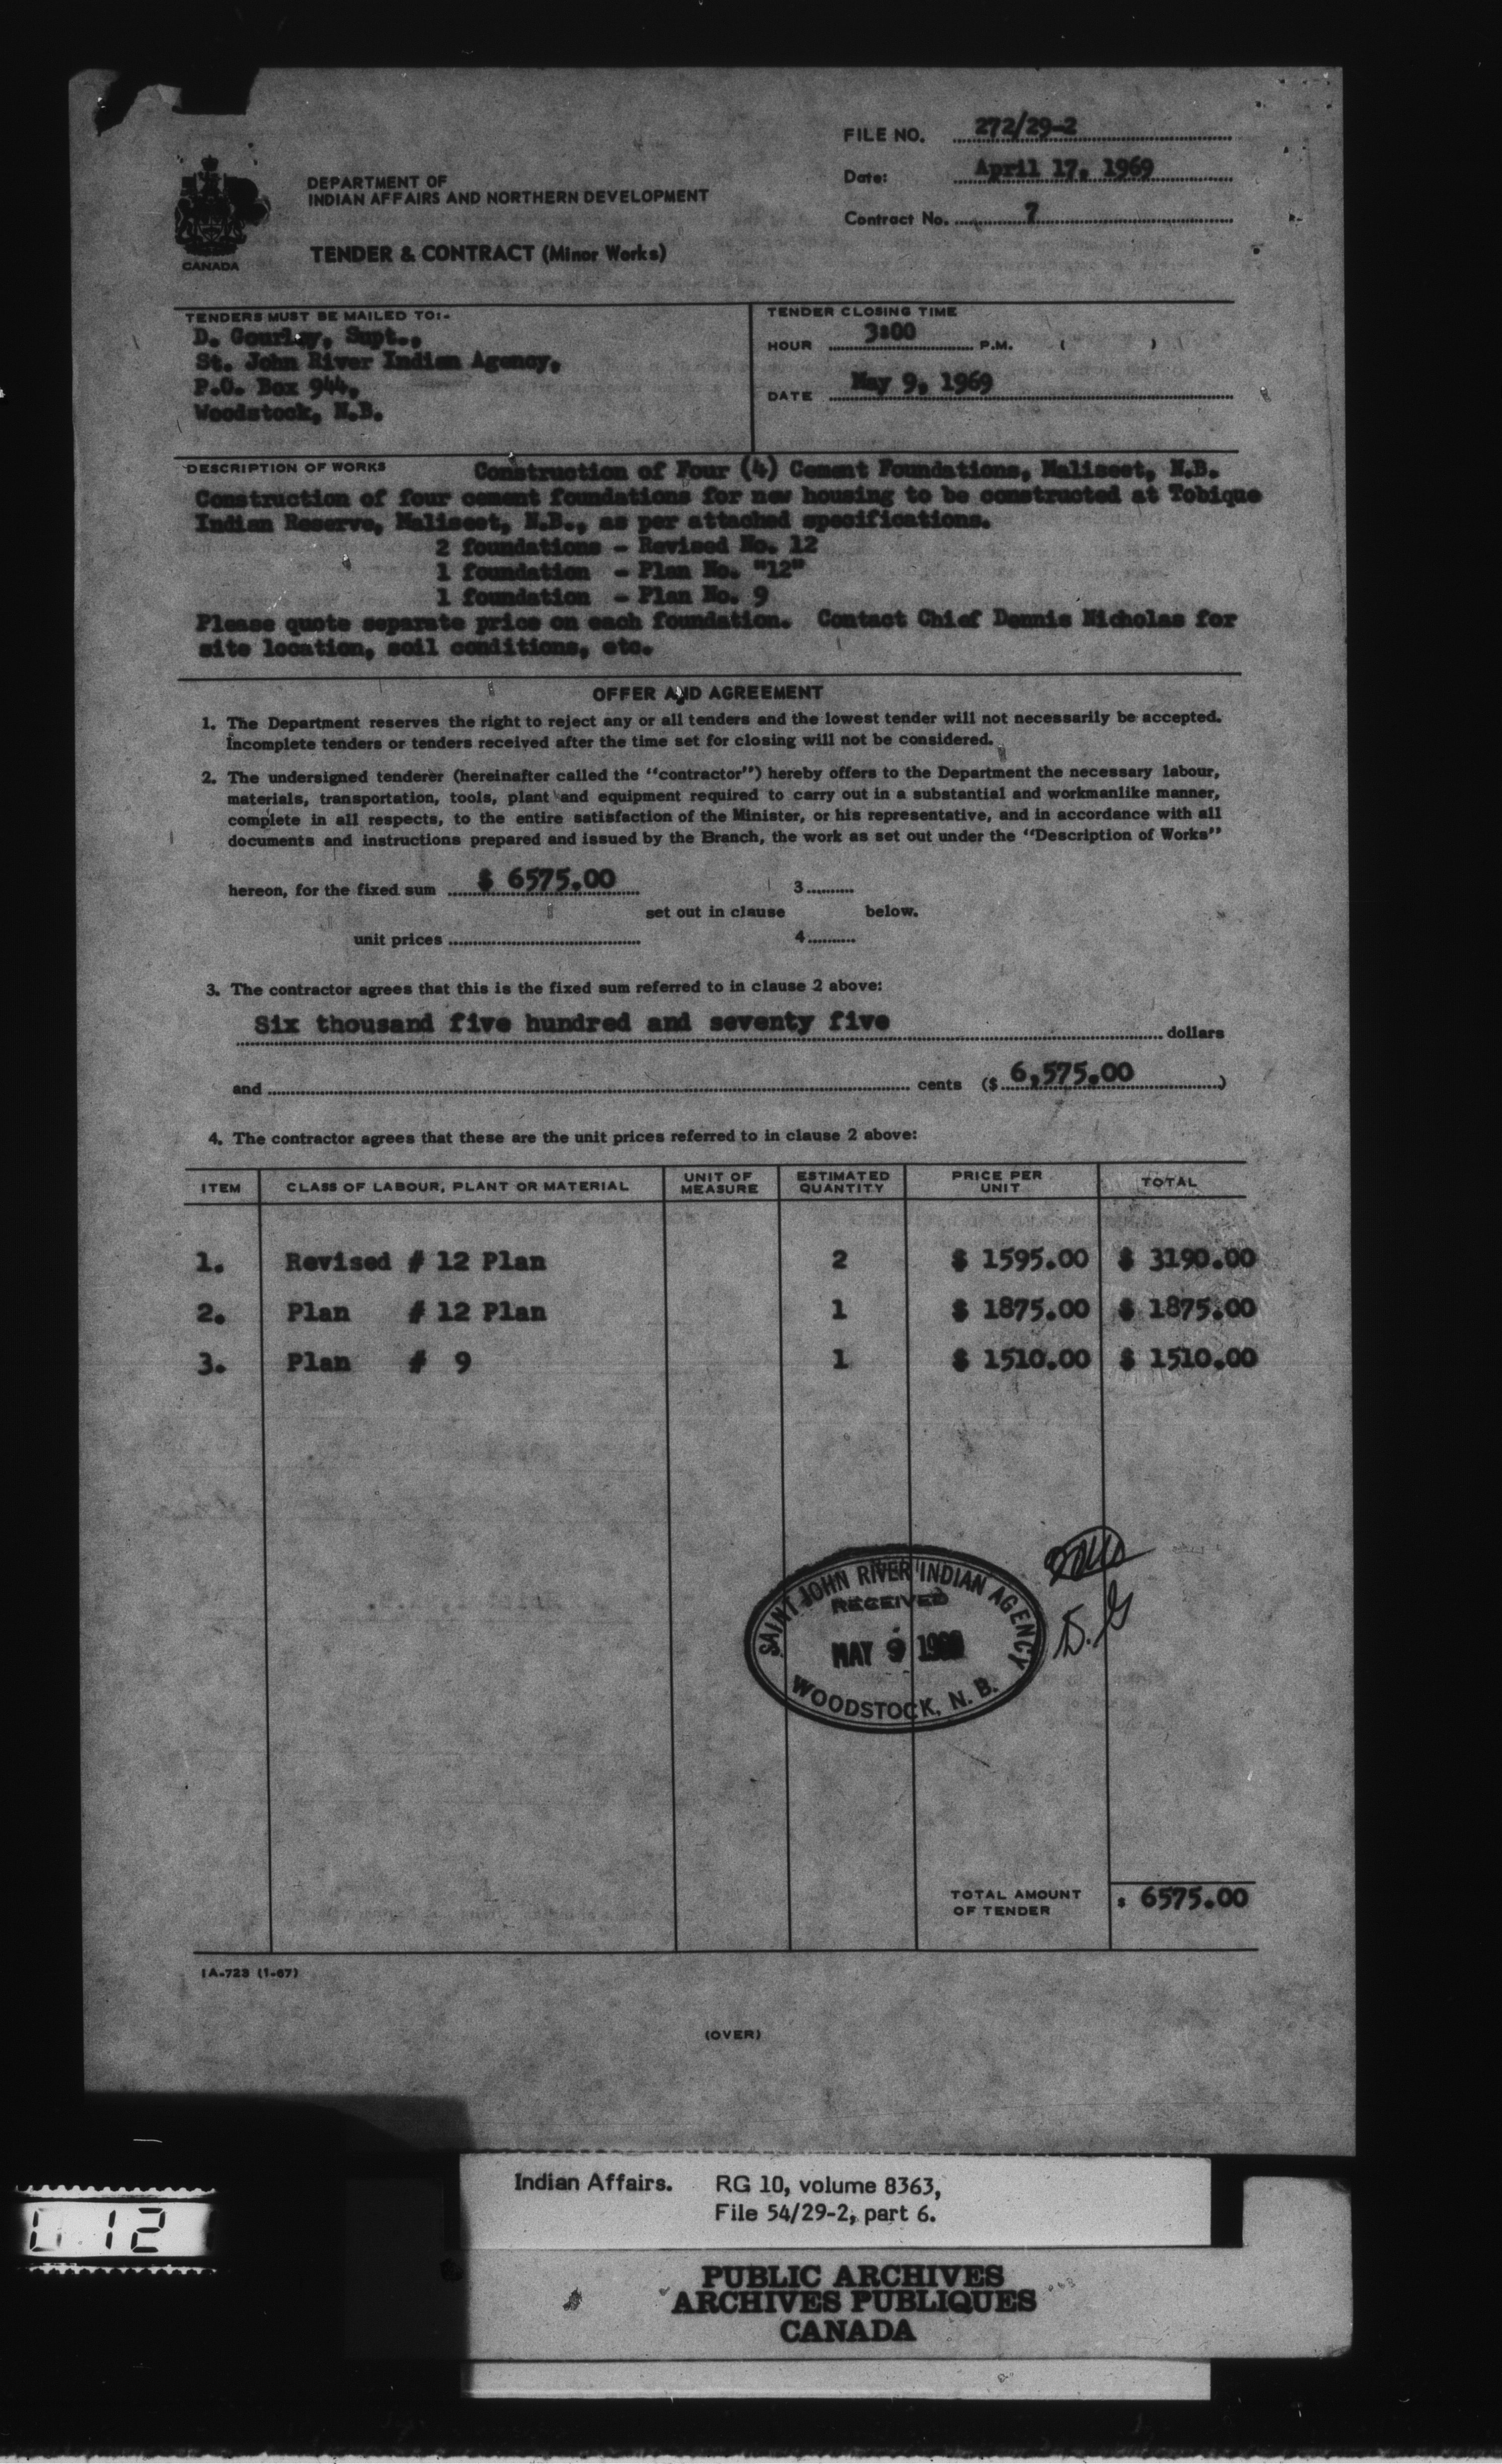 FILE NO. 272/29-2
Date: April 17, 1969
Contract No. 7
DEPARTMENT OF
INDIAN AFFAIRS AND NORTHERN DEVELOPMENT
TENDER & CONTRACT (Minor Works)
CANADA
TENDERS MUST BE MAILED TO:-
D. Gourley, Supt.,
St. John River Indian Agency,
P.O. Box 944,
Woodstock, N.B.
TENDER CLOSING TIME
HOUR 3:00 P.M. ( )
DATE May 9, 1969
DESCRIPTION OF WORKS Construction of Four (4) Cement Foundations, Maliseet, N.B.
Construction of four cement foundations for new housing to be constructed at Tobique
Indian Reserve, Maliseet, N.B., as per attached specifications.
2 foundations - Revised No. 12
1 foundation - Plan No. "12"
1 foundation - Plan No. 9
Please quote separate price on each foundation. Contact Chief Dennis Nicholas for
site location, soil conditions, etc.
OFFER AND AGREEMENT
1. The Department reserves the right to reject any or all tenders and the lowest tender will not necessarily be accepted.
Incomplete tenders or tenders received after the time set for closing will not be considered.
2. The undersigned tenderer (hereinafter called the "contractor") hereby offers to the Department the necessary labour,
materials, transportation, tools, plant and equipment required to carry out in a substantial and workmanlike manner,
complete in all respects, to the entire satisfaction of the Minister, or his representative, and in accordance with all
documents and instructions prepared and issued by the Branch, the work as set out under the "Description of Works"
hereon, for the fixed sum $ 6575.00 3
set out in clause below.
unit prices 4
3. The contractor agrees that this is the fixed sum referred to in clause 2 above:
Six thousand five hundred and seventy five dollars
and cents ($ 6,575.00 )
4. The contractor agrees that these are the unit prices referred to in clause 2 above:
ITEM CLASS OF LABOUR, PLANT OR MATERIAL UNIT OF MEASURE ESTIMATED QUANTITY PRICE PER UNIT TOTAL
1. Revised # 12 Plan 2 $ 1595.00 $ 3190.00
2. Plan # 12 Plan 1 $ 1875.00 $ 1875.00
3. Plan # 9 1 $ 1510.00 $ 1510.00
SAINT JOHN RIVER INDIAN AGENCY
RECEIVED
MAY 9 1969
WOODSTOCK, N. B.
D. G
TOTAL AMOUNT
OF TENDER $ 6575.00
IA-723 (1-67)
(OVER)
Indian Affairs. RG 10, volume 8363,
File 54/29-2, part 6.
12
PUBLIC ARCHIVES
ARCHIVES PUBLIQUES
CANADA